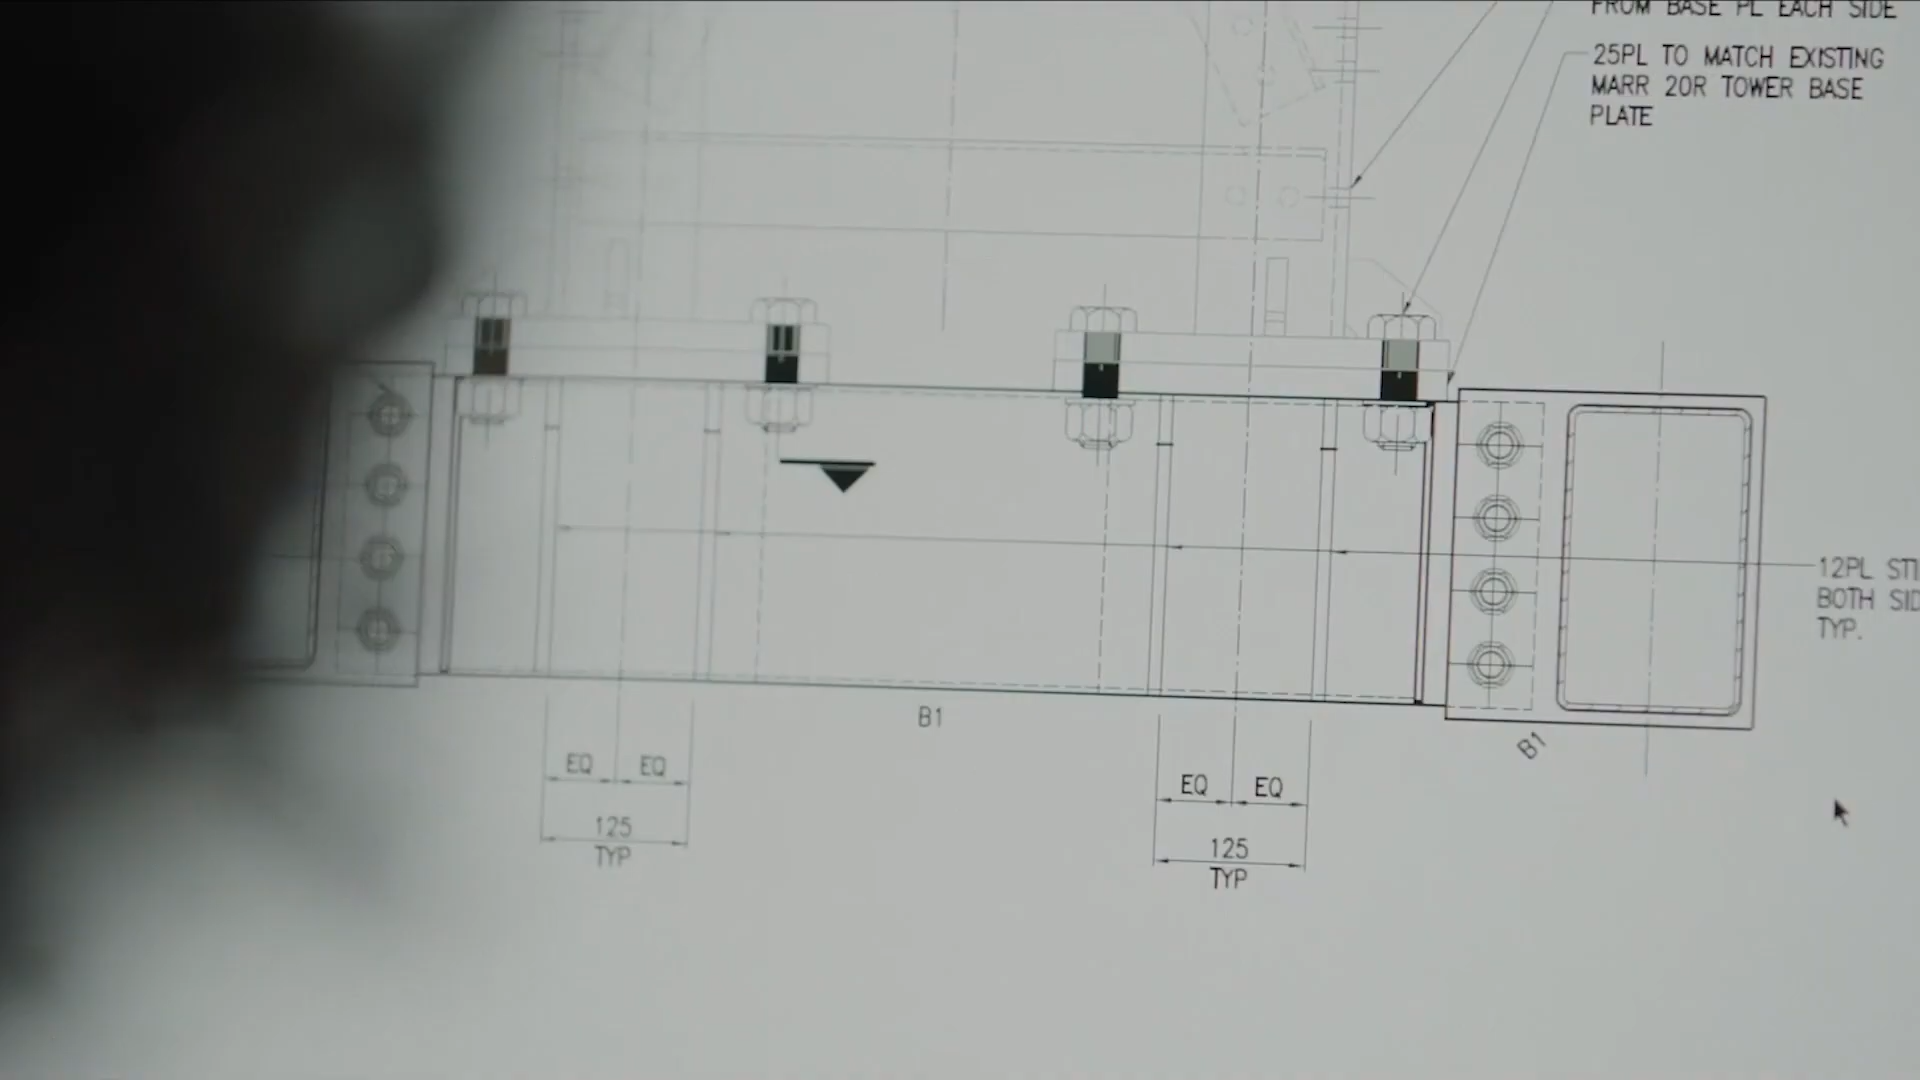 FROM BASE PL EACH SIDE
25PL TO MATCH EXISTING
MARR 20R TOWER BASE
PLATE
12PL
BOTH
TYP.
B1
B1
EQ EQ
125
TYP
EQ EQ
125
TYP